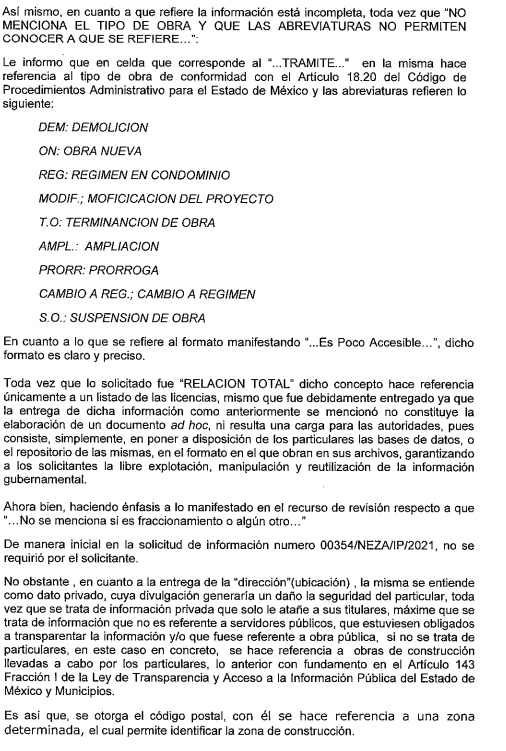 Así mismo, en cuanto a que refiere la información está incompleta, toda vez que “NO
MENCIONA EL TIPO DE OBRA Y QUE LAS ABREVIATURAS NO PERMITEN
CONOCER A QUE SE REFIERE...”:
Le informo que en celda que corresponde al “...TRAMITE...” en la misma hace
referencia al tipo de obra de conformidad con el Artículo 18.20 del Código de
Procedimientos Administrativo para el Estado de México y las abreviaturas refieren lo
siguiente:
DEM: DEMOLICION
ON: OBRA NUEVA
REG: REGIMEN EN CONDOMINIO
MODIF.; MOFICICACION DEL PROYECTO
T.O: TERMINANCION DE OBRA
AMPL.: AMPLIACION
PRORR: PRORROGA
CAMBIO A REG.; CAMBIO A REGIMEN
S.O.: SUSPENSION DE OBRA
En cuanto a lo que se refiere al formato manifestando “...Es Poco Accesible...”, dicho
formato es claro y preciso.
Toda vez que lo solicitado fue “RELACION TOTAL” dicho concepto hace referencia
únicamente a un listado de las licencias, mismo que fue debidamente entregado ya que
la entrega de dicha información como anteriormente se mencionó no constituye la
elaboración de un documento ad hoc, ni resulta una carga para las autoridades, pues
consiste, simplemente, en poner a disposición de los particulares las bases de datos, o
el repositorio de las mismas, en el formato en el que obran en sus archivos, garantizando
a los solicitantes la libre explotación, manipulación y reutilización de la información
gubernamental.
Ahora bien, haciendo énfasis a lo manifestado en el recurso de revisión respecto a que
“...No se menciona sí es fraccionamiento o algún otro...”
De manera inicial en la solicitud de información numero 00354/NEZA/IP/2021, no se
requirió por el solicitante.
No obstante , en cuanto a la entrega de la “dirección”(ubicación) , la misma se entiende
como dato privado, cuya divulgación generaría un daño la seguridad del particular, toda
vez que se trata de información privada que solo le atañe a sus titulares, máxime que se
trata de información que no es referente a servidores públicos, que estuviesen obligados
a transparentar la información y/o que fuese referente a obra pública, si no se trata de
particulares, en este caso en concreto, se hace referencia a obras de construcción
llevadas a cabo por los particulares, lo anterior con fundamento en el Artículo 143
Fracción I de la Ley de Transparencia y Acceso a la Información Pública del Estado de
México y Municipios.
Es así que, se otorga el código postal, con él se hace referencia a una zona
determinada, el cual permite identificar la zona de construcción.